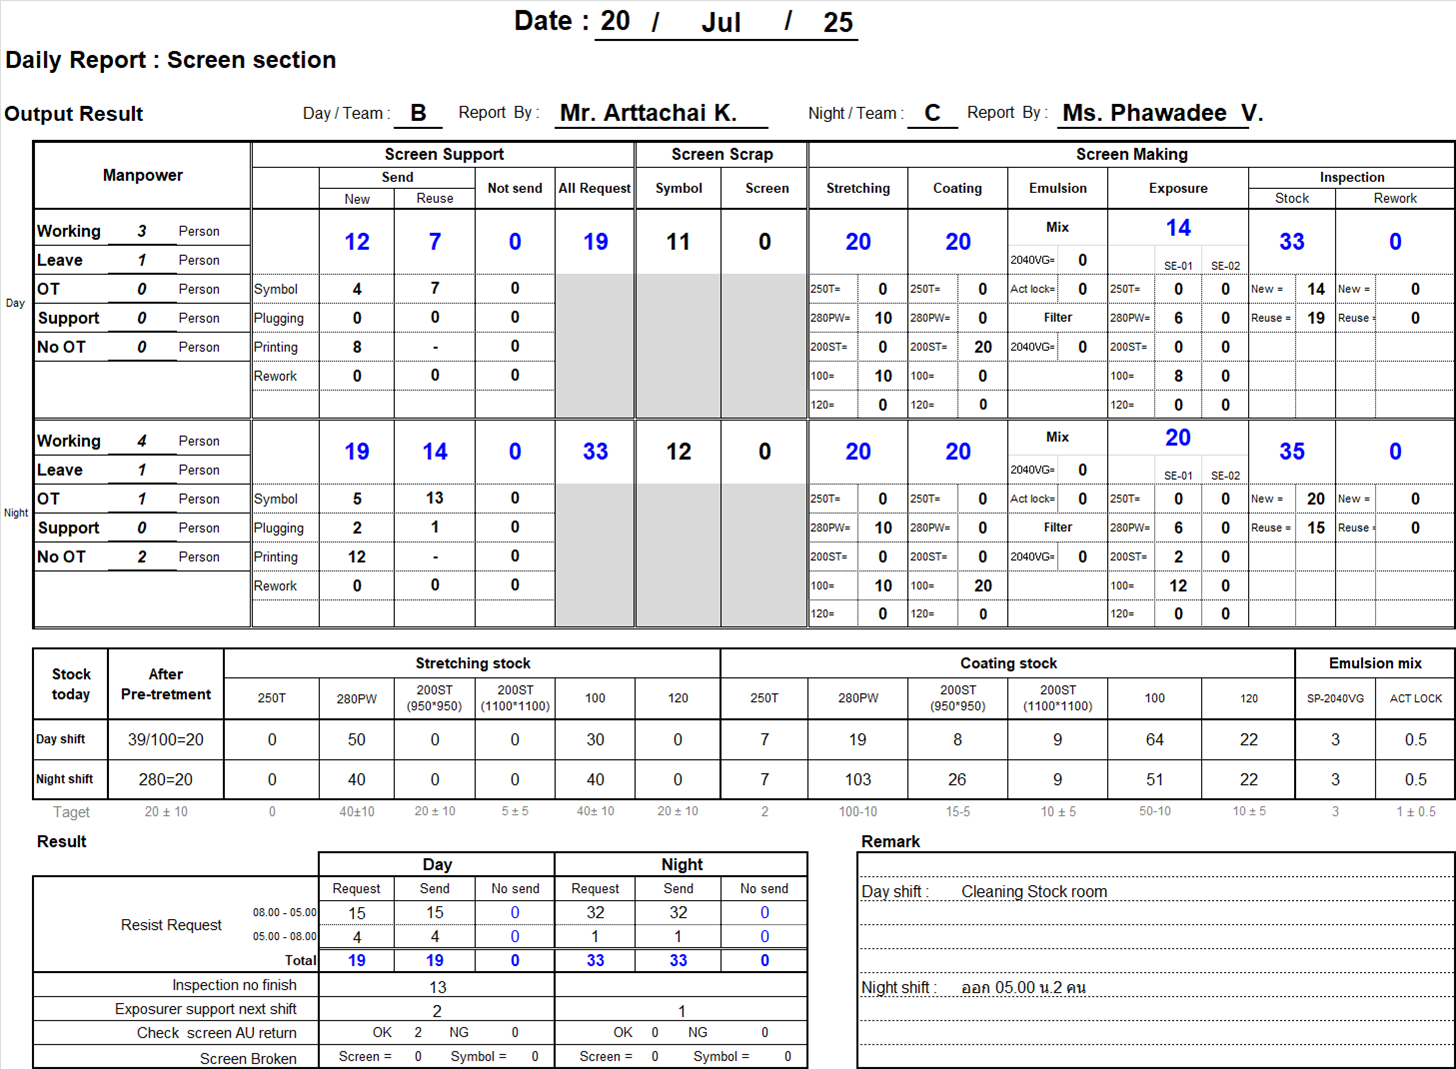 Date : 20 / Jul / 25
Daily Report : Screen section
Output Result Day / Team : B Report By : Mr. Arttachai K. Night / Team : C Report By : Ms. Phawadee V.
Manpower Screen Support Screen Scrap Screen Making
Send Not send All Request Symbol Screen Stretching Coating Emulsion Exposure Inspection
New Reuse Stock Rework
Day
Working 3 Person 12 7 0 19 11 0 20 20 Mix 14 33 0
Leave 1 Person 2040VG= 0 SE-01 SE-02
OT 0 Person Symbol 4 7 0 250T= 0 250T= 0 Act lock= 0 250T= 0 0 New = 14 New = 0
Support 0 Person Plugging 0 0 0 280PW= 10 280PW= 0 Filter 280PW= 6 0 Reuse = 19 Reuse = 0
No OT 0 Person Printing 8 - 0 200ST= 0 200ST= 20 2040VG= 0 200ST= 0 0
Rework 0 0 0 100= 10 100= 0 100= 8 0
120= 0 120= 0 120= 0 0
Night
Working 4 Person 19 14 0 33 12 0 20 20 Mix 20 35 0
Leave 1 Person 2040VG= 0 SE-01 SE-02
OT 1 Person Symbol 5 13 0 250T= 0 250T= 0 Act lock= 0 250T= 0 0 New = 20 New = 0
Support 0 Person Plugging 2 1 0 280PW= 10 280PW= 0 Filter 280PW= 6 0 Reuse = 15 Reuse = 0
No OT 2 Person Printing 12 - 0 200ST= 0 200ST= 0 2040VG= 0 200ST= 2 0
Rework 0 0 0 100= 10 100= 20 100= 12 0
120= 0 120= 0 120= 0 0
Stock today After Pre-tretment Stretching stock Coating stock Emulsion mix
250T 280PW 200ST (950*950) 200ST (1100*1100) 100 120 250T 280PW 200ST (950*950) 200ST (1100*1100) 100 120 SP-2040VG ACT LOCK
Day shift 39/100=20 0 50 0 0 30 0 7 19 8 9 64 22 3 0.5
Night shift 280=20 0 40 0 0 40 0 7 103 26 9 51 22 3 0.5
Taget 20 ± 10 0 40±10 20 ± 10 5 ± 5 40± 10 20 ± 10 2 100-10 15-5 10 ± 5 50-10 10 ± 5 3 1 ± 0.5
Result
Day Night
Request Send No send Request Send No send
Resist Request 08.00 - 05.00 15 15 0 32 32 0
05.00 - 08.00 4 4 0 1 1 0
Total 19 19 0 33 33 0
Inspection no finish 13
Exposurer support next shift 2 1
Check screen AU return OK 2 NG 0 OK 0 NG 0
Screen Broken Screen = 0 Symbol = 0 Screen = 0 Symbol = 0
Remark
Day shift : Cleaning Stock room
Night shift : ออก 05.00 น.2 คน